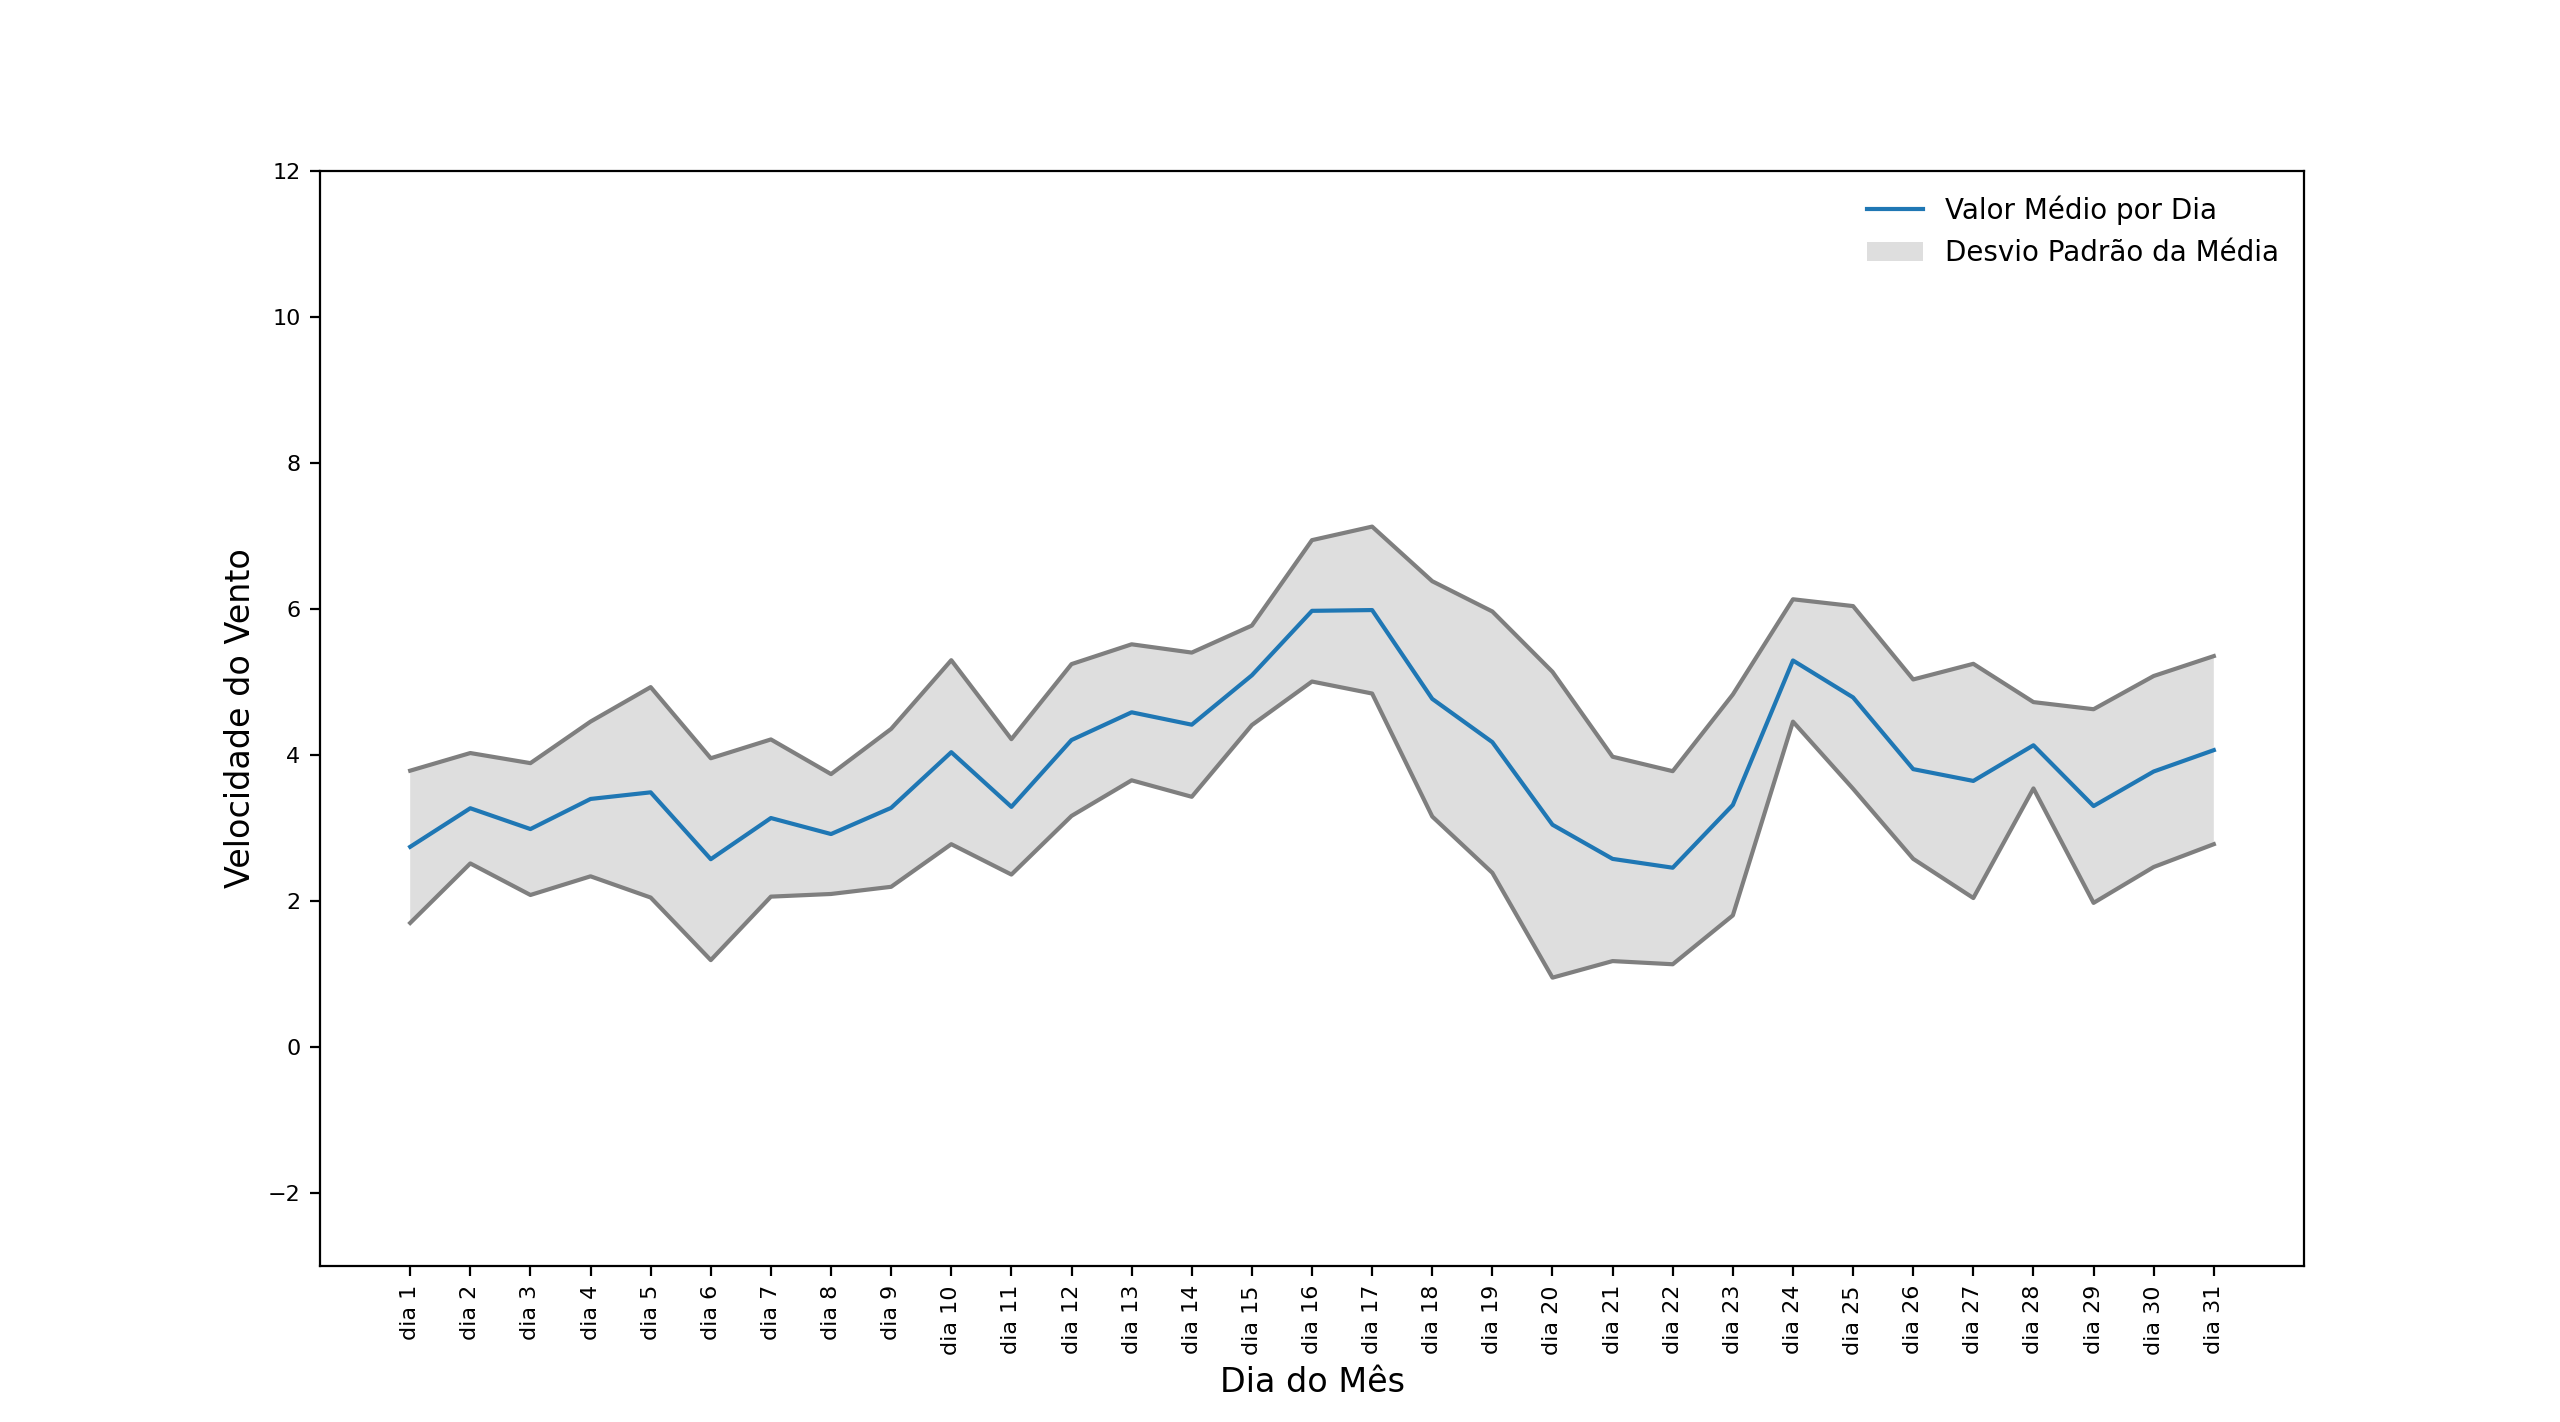 12
10
8
6
4
2
0
−2
Velocidade do Vento
Valor Médio por Dia
Desvio Padrão da Média
dia 1
dia 2
dia 3
dia 4
dia 5
dia 6
dia 7
dia 8
dia 9
dia 10
dia 11
dia 12
dia 13
dia 14
dia 15
dia 16
dia 17
dia 18
dia 19
dia 20
dia 21
dia 22
dia 23
dia 24
dia 25
dia 26
dia 27
dia 28
dia 29
dia 30
dia 31
Dia do Mês